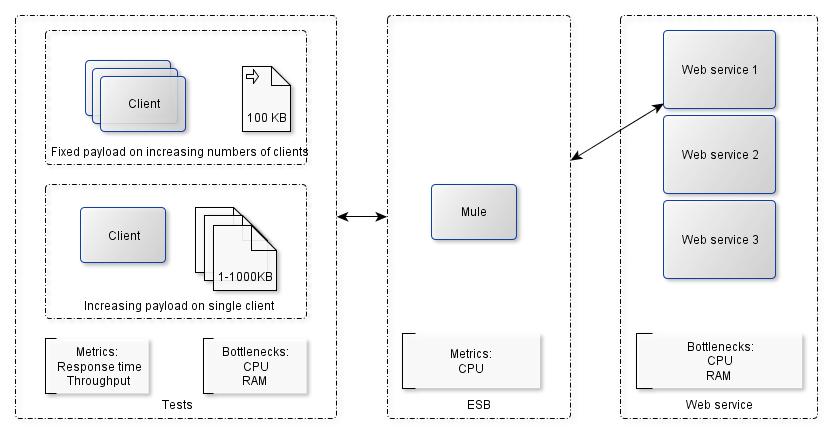 Client
100 KB
Fixed payload on increasing numbers of clients
Client
1-1000KB
Increasing payload on single client
Metrics:
Response time
Throughput
Bottlenecks:
CPU
RAM
Tests
Mule
Metrics:
CPU
ESB
Web service 1
Web service 2
Web service 3
Bottlenecks:
CPU
RAM
Web service